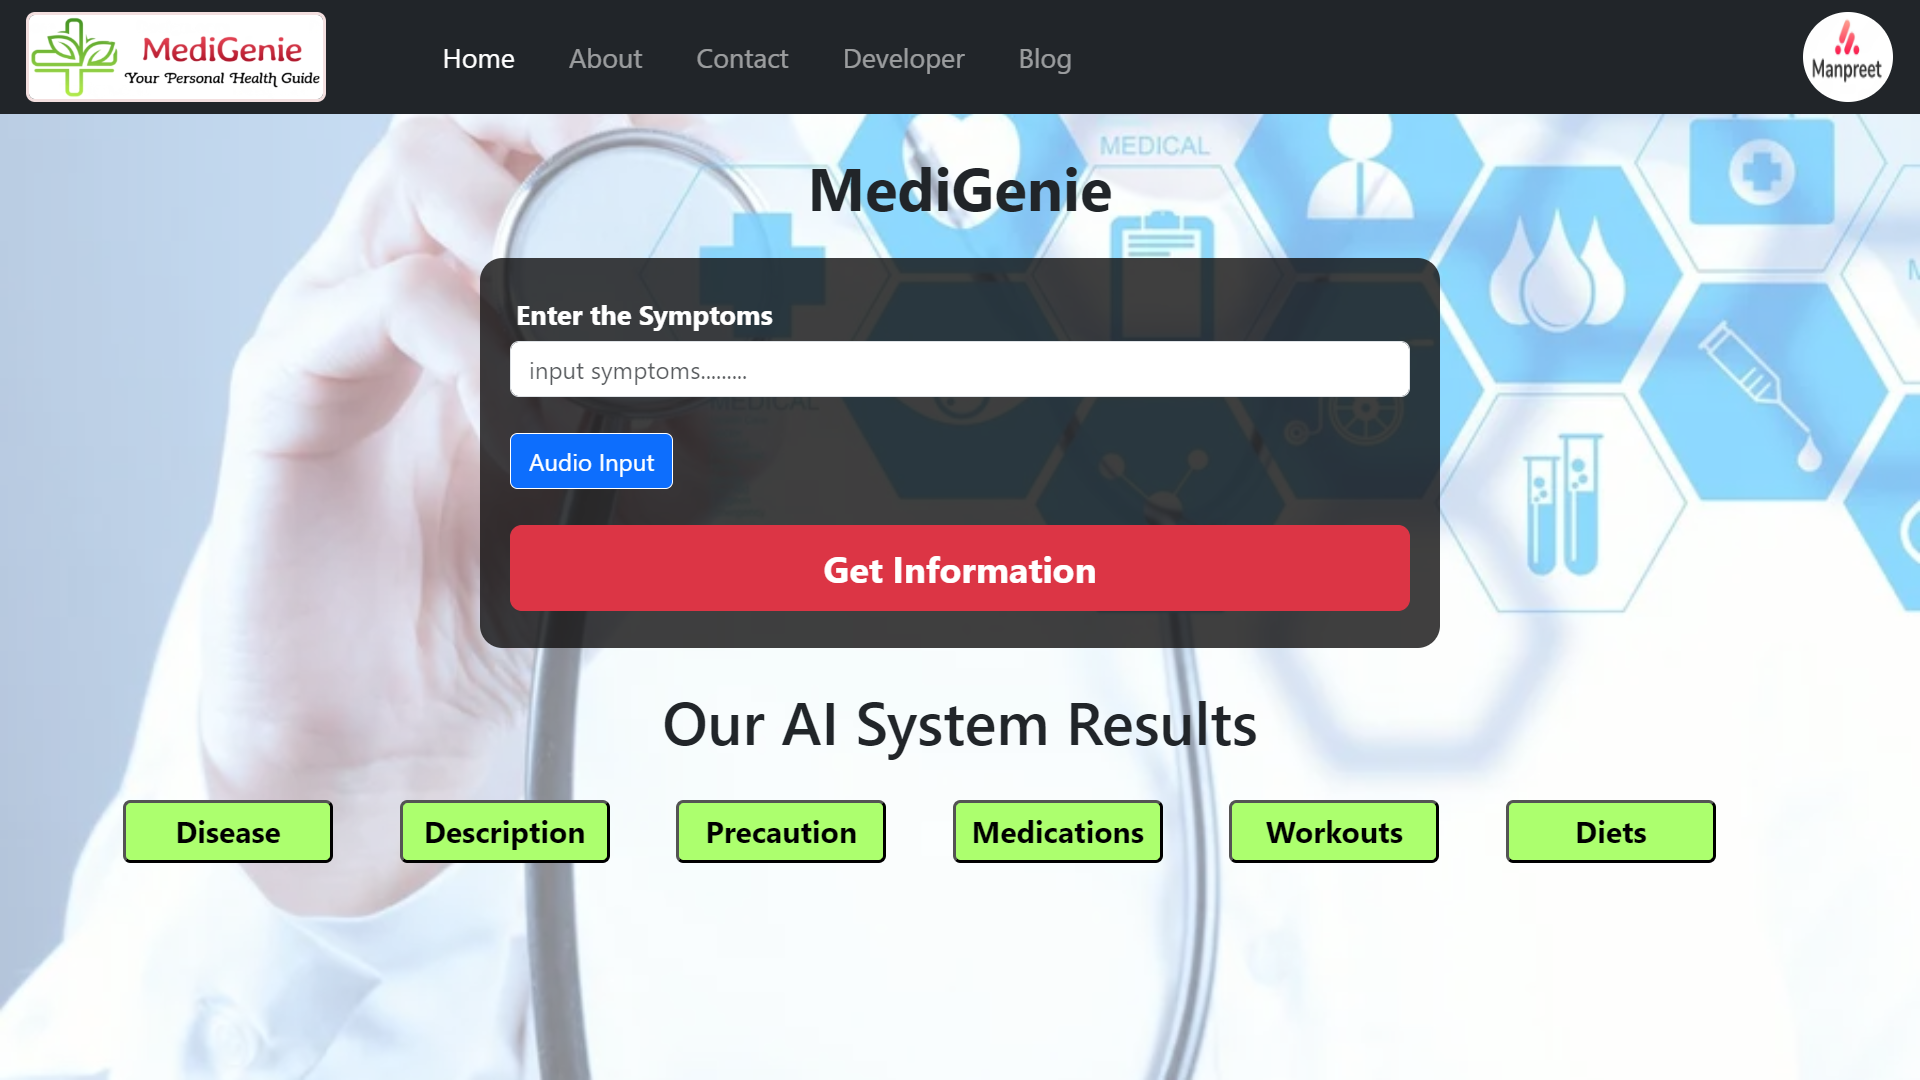 MediGenie
Your Personal Health Guide
Home
About
Contact
Developer
Blog
Manpreet
MEDICAL
MediGenie
Enter the Symptoms
input symptoms.........
MEDICAL
Audio Input
Get Information
Our AI System Results
Disease
Description
Precaution
Medications
Workouts
Diets